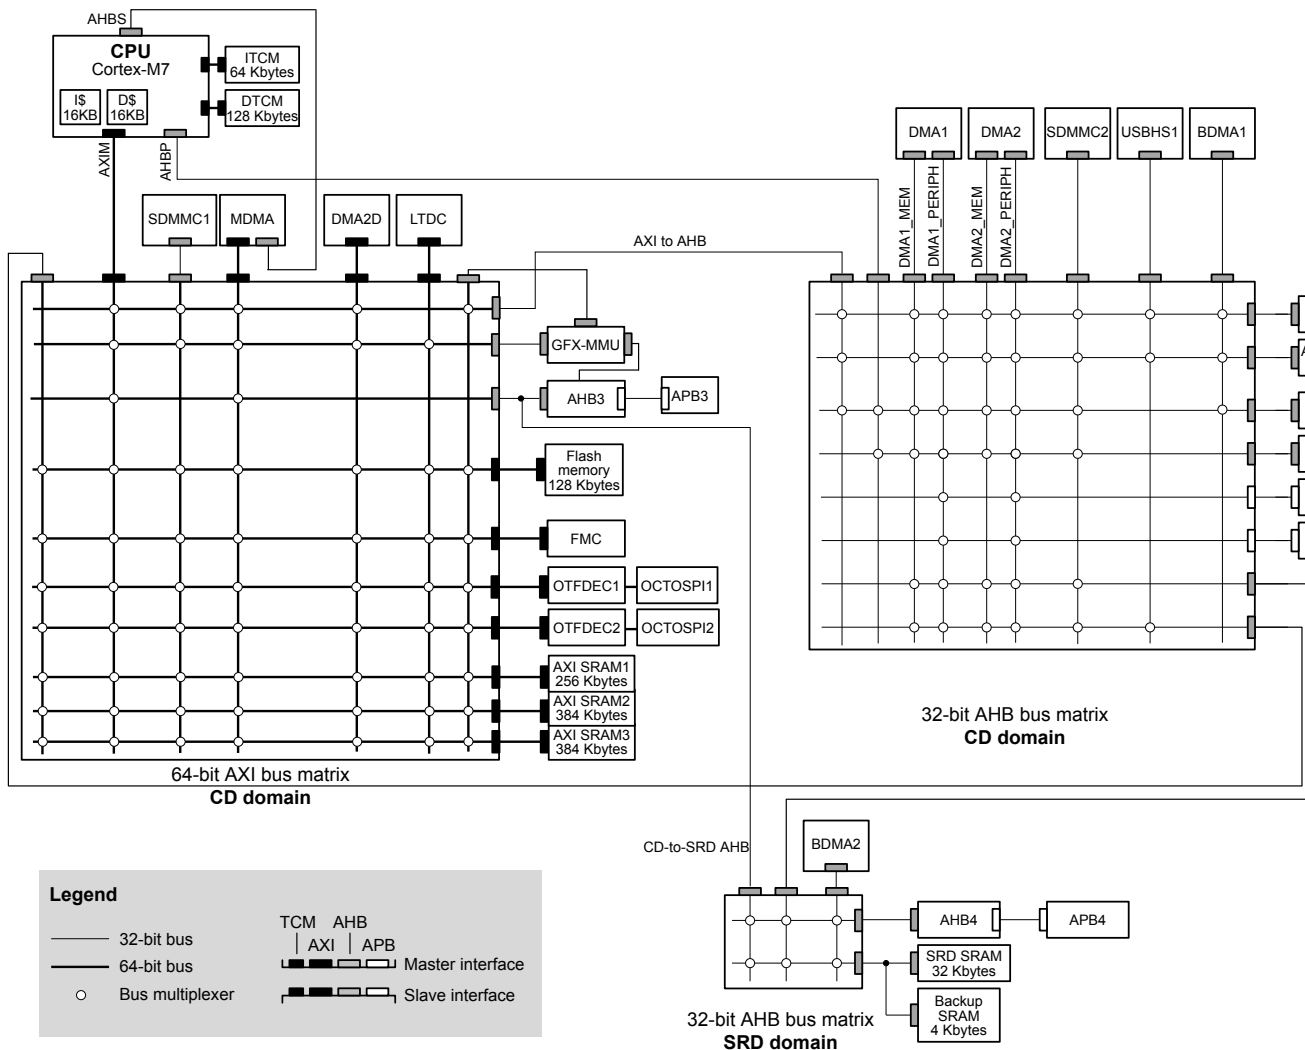 AHBS
CPU
Cortex-M7
I$
16KB
D$
16KB
ITCM
64 Kbytes
DTCM
128 Kbytes
AXIM
AHBP
SDMMC1
MDMA
DMA2D
LTDC
AXI to AHB
DMA1
DMA2
SDMMC2
USBHS1
BDMA1
DMA1_MEM
DMA1_PERIPH
DMA2_MEM
DMA2_PERIPH
GFX-MMU
AHB3
APB3
Flash
memory
128 Kbytes
FMC
OTFDEC1
OCTOSPI1
OTFDEC2
OCTOSPI2
AXI SRAM1
256 Kbytes
AXI SRAM2
384 Kbytes
AXI SRAM3
384 Kbytes
64-bit AXI bus matrix
CD domain
32-bit AHB bus matrix
CD domain
CD-to-SRD AHB
BDMA2
AHB4
APB4
SRD SRAM
32 Kbytes
Backup
SRAM
4 Kbytes
32-bit AHB bus matrix
SRD domain
Legend
32-bit bus
64-bit bus
Bus multiplexer
TCM
AHB
AXI
APB
Master interface
Slave interface